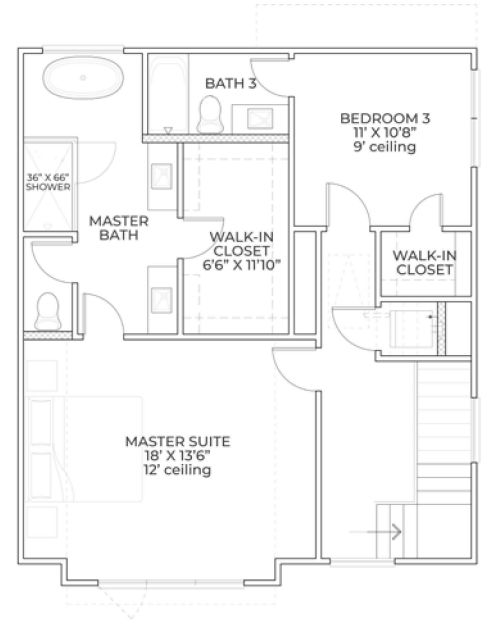 BATH 3
BEDROOM 3
11' X 10'8"
9' ceiling
36" X 66"
SHOWER
MASTER
BATH
WALK-IN
CLOSET
6'6" X 11'10"
WALK-IN
CLOSET
MASTER SUITE
18' X 13'6"
12' ceiling